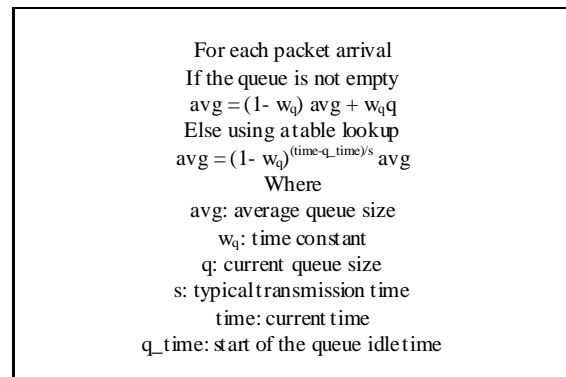 For each packet arrival
If the queue is not empty
avg = (1- wq) avg + wqq
Else using a table lookup
avg = (1- wq)(time-q_time)/s avg
Where
avg: average queue size
wq: time constant
q: current queue size
s: typical transmission time
time: current time
q_time: start of the queue idle time